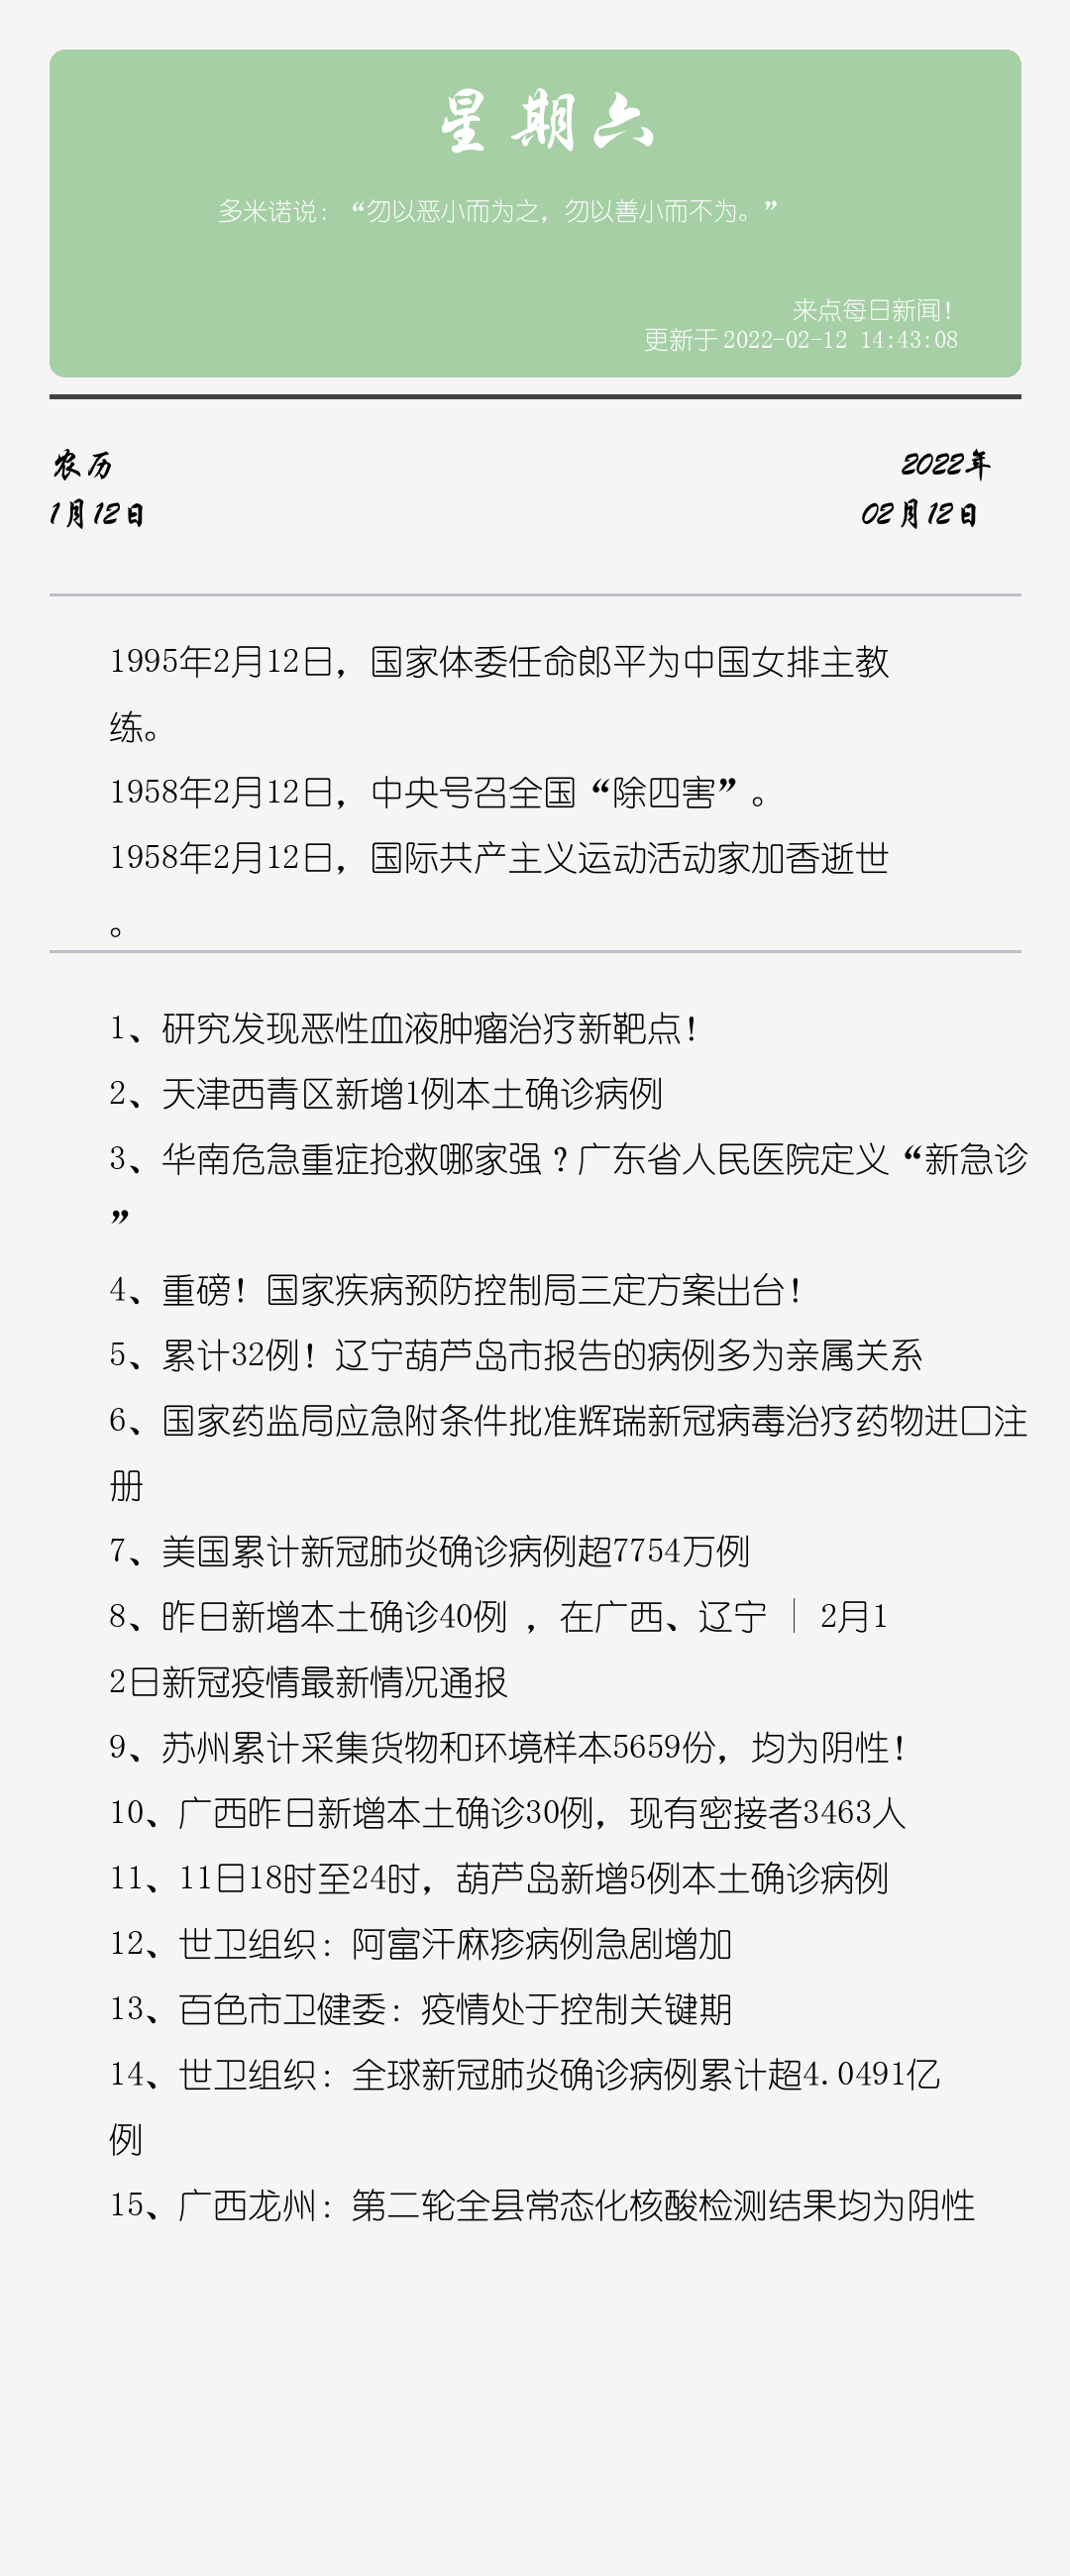 星期六
多米诺说：“勿以恶小而为之，勿以善小而不为。”
来点每日新闻！
更新于 2022-02-12 14:43:08
农历
2022年
1月12日
02月12日
1995年2月12日，国家体委任命郎平为中国女排主教
练。
1958年2月12日，中央号召全国“除四害”。
1958年2月12日，国际共产主义运动活动家加香逝世
。
1、研究发现恶性血液肿瘤治疗新靶点！
2、天津西青区新增1例本土确诊病例
3、华南危急重症抢救哪家强？广东省人民医院定义“新急诊
”
4、重磅！国家疾病预防控制局三定方案出台！
5、累计32例！辽宁葫芦岛市报告的病例多为亲属关系
6、国家药监局应急附条件批准辉瑞新冠病毒治疗药物进口注
册
7、美国累计新冠肺炎确诊病例超7754万例
8、昨日新增本土确诊40例 ，在广西、辽宁 | 2月1
2日新冠疫情最新情况通报
9、苏州累计采集货物和环境样本5659份，均为阴性！
10、广西昨日新增本土确诊30例，现有密接者3463人
11、11日18时至24时，葫芦岛新增5例本土确诊病例
12、世卫组织：阿富汗麻疹病例急剧增加
13、百色市卫健委：疫情处于控制关键期
14、世卫组织：全球新冠肺炎确诊病例累计超4.0491亿
例
15、广西龙州：第二轮全县常态化核酸检测结果均为阴性